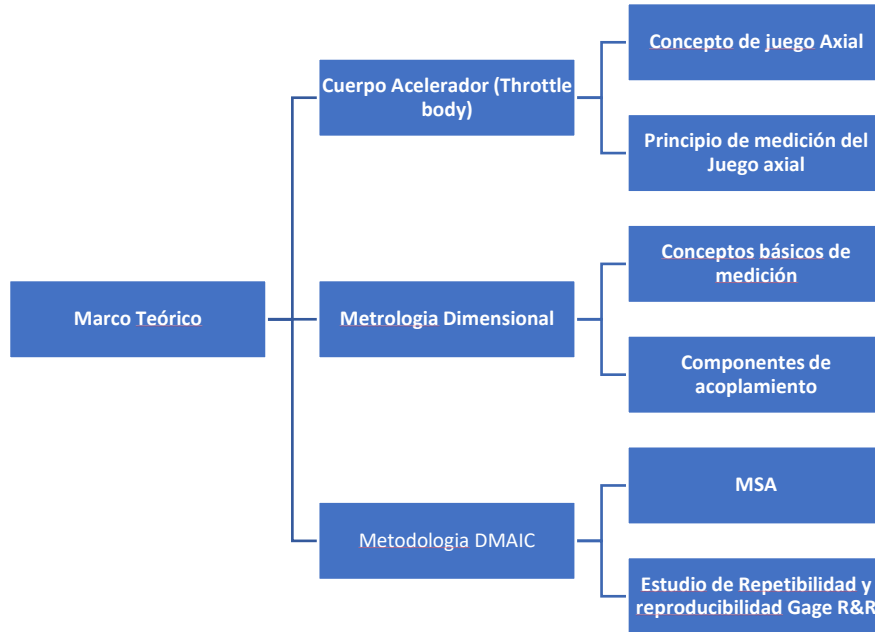 Marco Teórico
Cuerpo Acelerador (Throttle
body)
Concepto de juego Axial
Principio de medición del
Juego axial
Metrologia Dimensional
Conceptos básicos de
medición
Componentes de
acoplamiento
Metodologia DMAIC
MSA
Estudio de Repetibilidad y
reproducibilidad Gage R&R